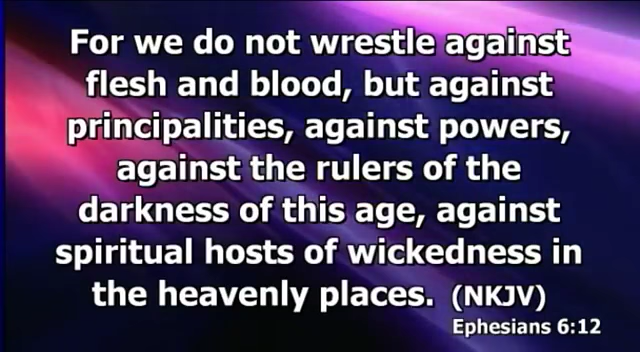 For we do not wrestle against
flesh and blood, but against
principalities, against powers,
against the rulers of the
darkness of this age, against
spiritual hosts of wickedness in
the heavenly places. (NKJV)
Ephesians 6:12